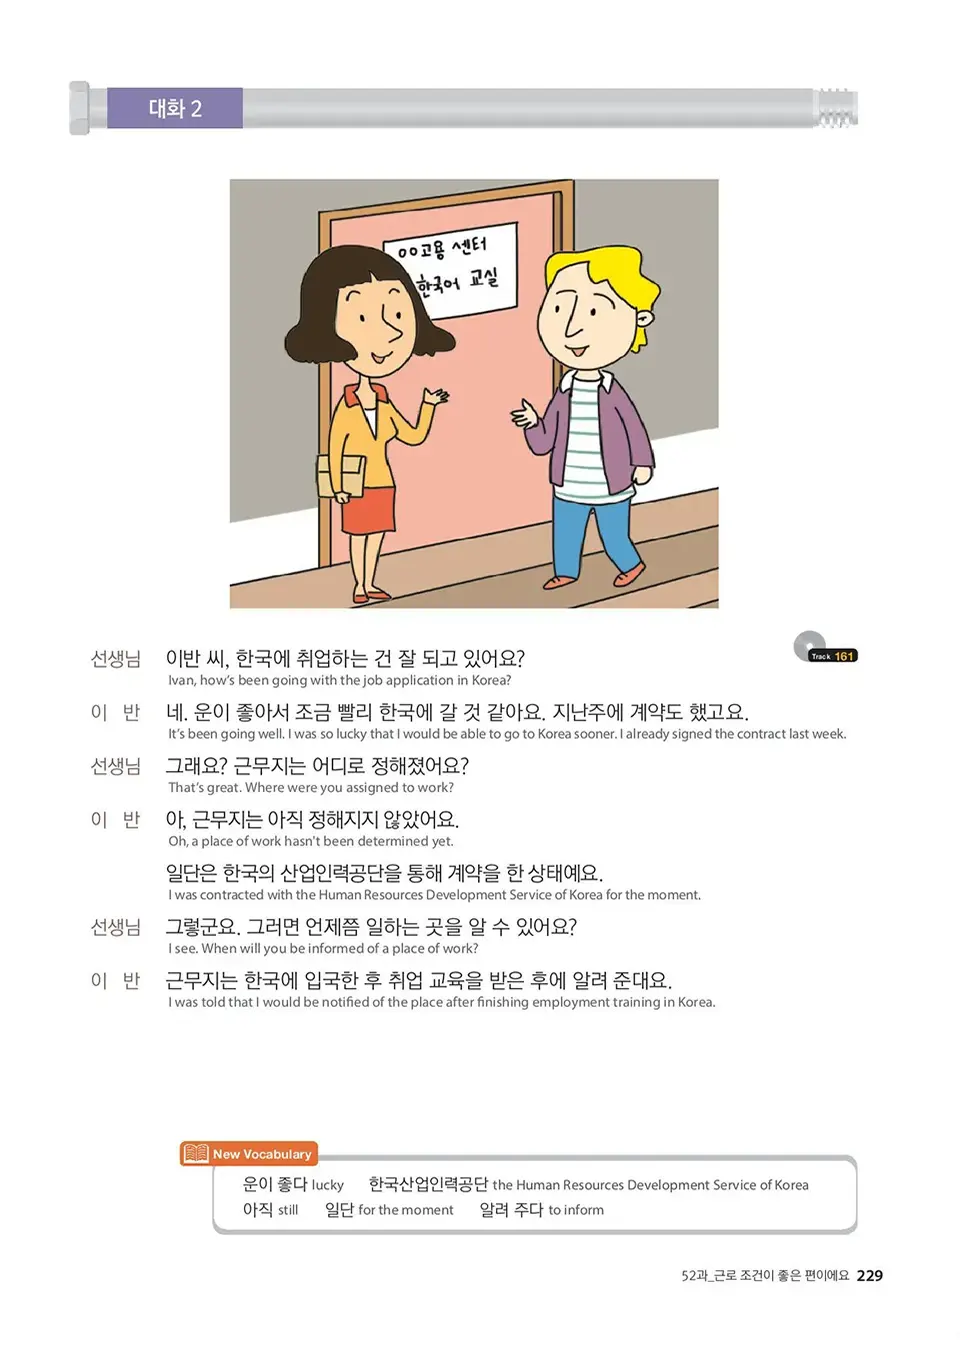 대화 2
OO고용 센터
한국어 교실
선생님 이반 씨, 한국에 취업하는 건 잘 되고 있어요?
Track 161
Ivan, how's been going with the job application in Korea?
이 반 네. 운이 좋아서 조금 빨리 한국에 갈 것 같아요. 지난주에 계약도 했고요.
It's been going well. I was so lucky that I would be able to go to Korea sooner. I already signed the contract last week.
선생님 그래요? 근무지는 어디로 정해졌어요?
That's great. Where were you assigned to work?
이 반 아, 근무지는 아직 정해지지 않았어요.
Oh, a place of work hasn't been determined yet.
일단은 한국의 산업인력공단을 통해 계약을 한 상태예요.
I was contracted with the Human Resources Development Service of Korea for the moment.
선생님 그렇군요. 그러면 언제쯤 일하는 곳을 알 수 있어요?
I see. When will you be informed of a place of work?
이 반 근무지는 한국에 입국한 후 취업 교육을 받은 후에 알려 준대요.
I was told that I would be notified of the place after finishing employment training in Korea.
New Vocabulary
운이 좋다 lucky 한국산업인력공단 the Human Resources Development Service of Korea
아직 still 일단 for the moment 알려 주다 to inform
52과_근로 조건이 좋은 편이에요 229